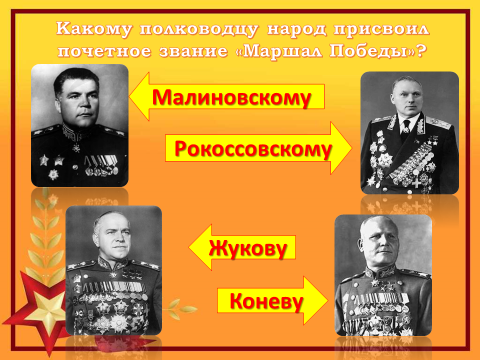 Какому полководцу народ присвоил
почетное звание «Маршал Победы»?
Малиновскому
Рокоссовскому
Жукову
Коневу